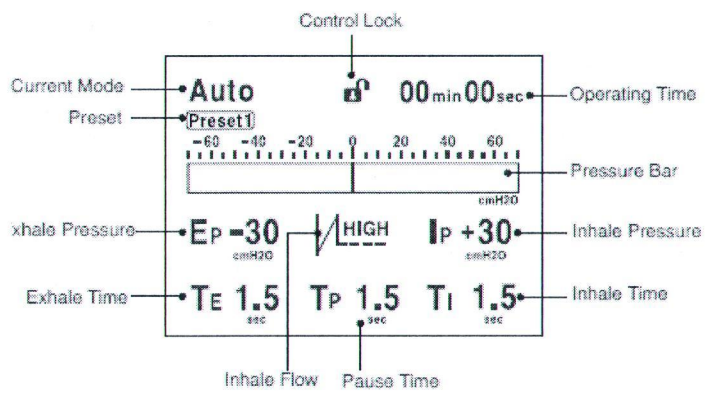 Control Lock
Current Mode Auto 00min00sec Operating Time
Preset Preset1
-60 -40 -20 0 20 40 60
Pressure Bar
cmH2O
xhale Pressure EP -30 HIGH IP +30 Inhale Pressure
cmH2O cmH2O
Exhale Time TE 1.5 TP 1.5 TI 1.5 Inhale Time
sec sec sec
Inhale Flow Pause Time